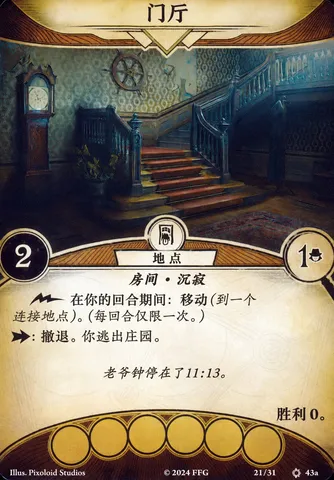 门厅
2
地点
1
房间·沉寂
在你的回合期间：移动(到一个
连接地点)。(每回合仅限一次。)
：撤退。你逃出庄园。
老爷钟停在了11:13。
胜利 0。
Illus. Pixoloid Studios
© 2024 FFG
21/31
43a